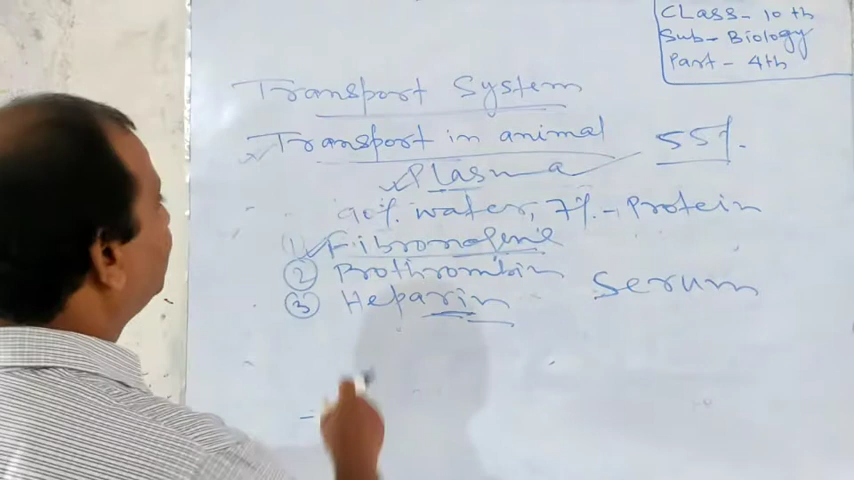 Class - 10th
Sub - Biology
Part - 4th
Transport System
Transport in animal
Plasma 55%.
90%. water, 7%. - Protein
(1) Fibronogene
(2) Prothrombin
(3) Heparin
Serum